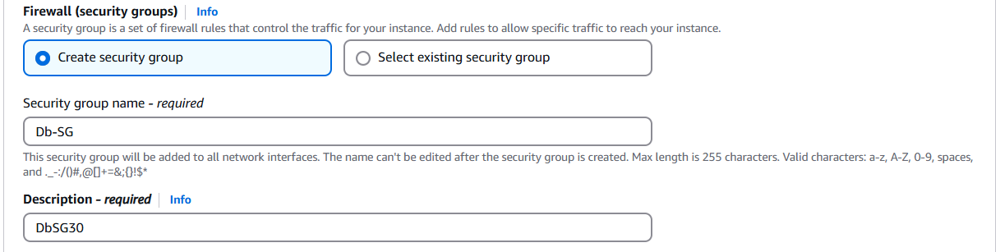 Firewall (security groups) Info
A security group is a set of firewall rules that control the traffic for your instance. Add rules to allow specific traffic to reach your instance.
Create security group Select existing security group
Security group name - required
Db-SG
This security group will be added to all network interfaces. The name can't be edited after the security group is created. Max length is 255 characters. Valid characters: a-z, A-Z, 0-9, spaces,
and ._-:/()#,@[]+=&;{}!$*
Description - required Info
DbSG30